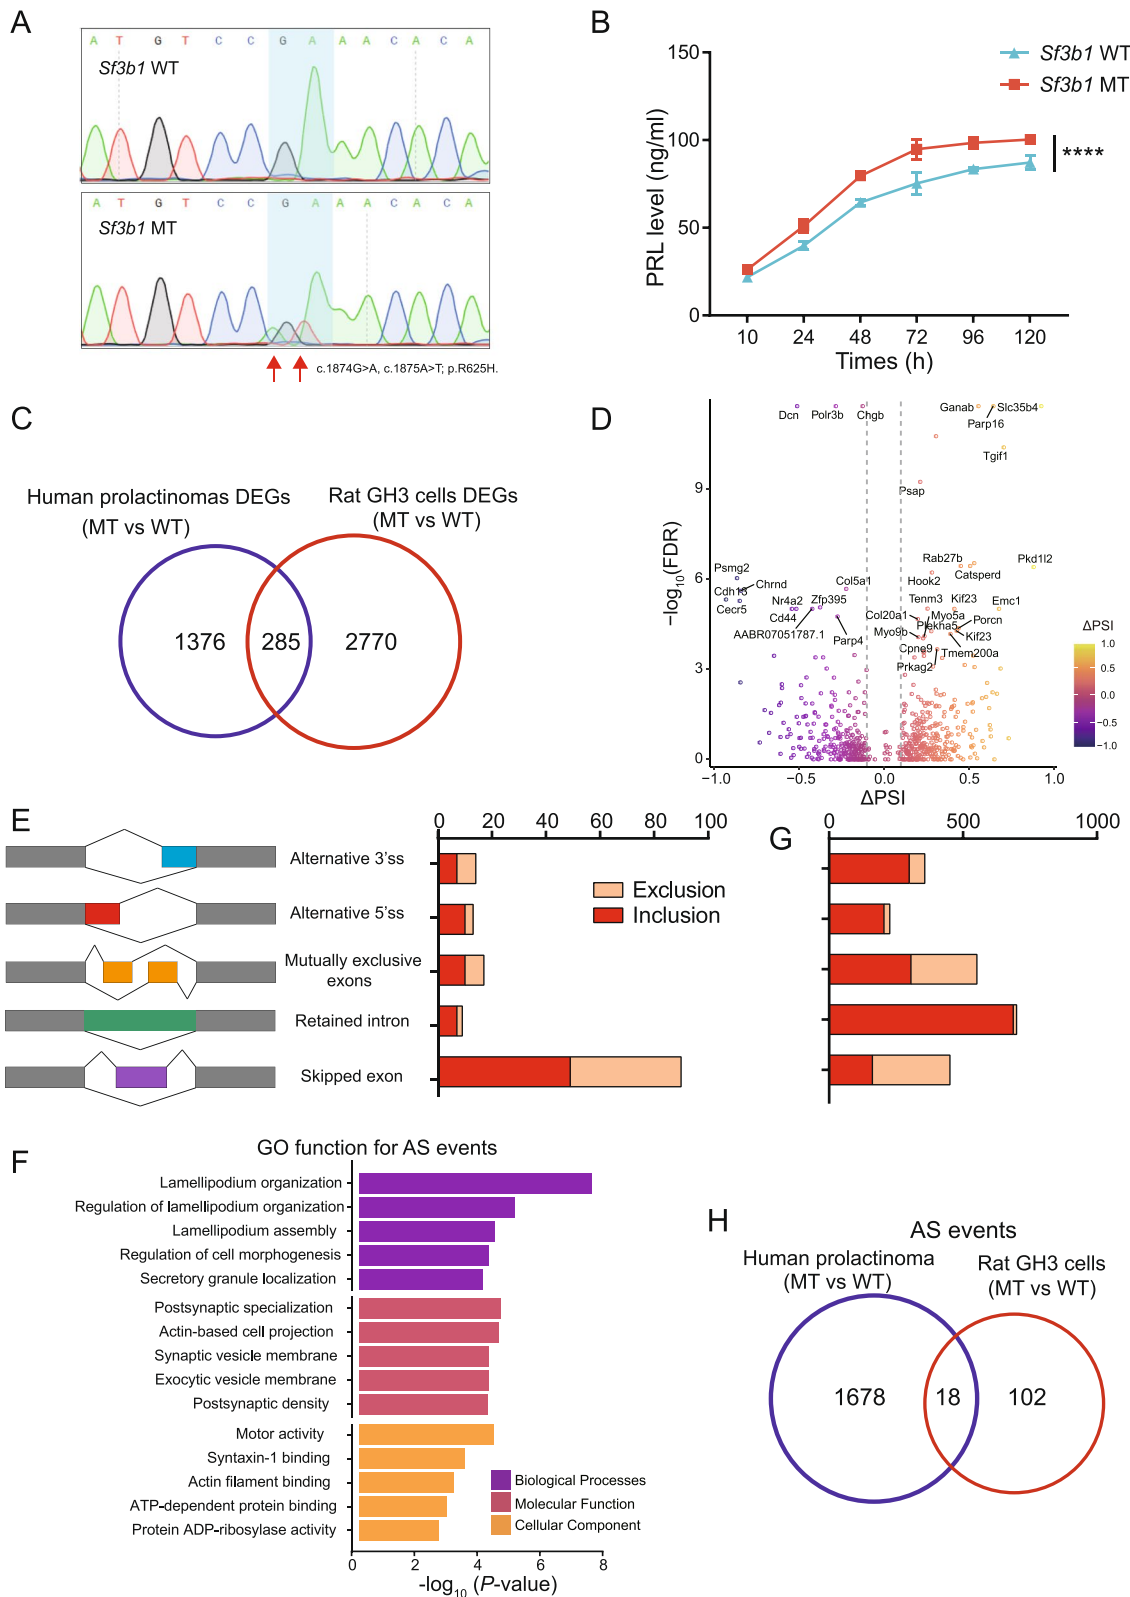 A
A T G T C C G A A A C A C A
Sf3b1 WT
A T G T C C G A A A C A C A
Sf3b1 MT
c.1874G>A, c.1875A>T; p.R625H.
B
150
100
50
0
PRL level (ng/ml)
10 24 48 72 96 120
Times (h)
Sf3b1 WT
Sf3b1 MT
****
C
Human prolactinomas DEGs
(MT vs WT)
Rat GH3 cells DEGs
(MT vs WT)
1376 285 2770
D
Dcn Polr3b Chgb Ganab Slc35b4
Parp16
Tgif1
Psap
Rab27b Pkd1l2
Psmg2 Hook2 Catsperd
Chrnd Col5a1
Cdh13 Tenm3 Kif23 Emc1
Cecr5 Nr4a2 Zfp395
Cd44 Col20a1 Myo5a Porcn
AABR07051787.1 Plekha5
Parp4 Myo9b Kif23
Cpne9 Tmem200a
Prkag2
9
6
3
0
−log10(FDR)
−1.0 −0.5 0.0 0.5 1.0
ΔPSI
ΔPSI
1.0
0.5
0.0
−0.5
−1.0
E
Alternative 3'ss
Alternative 5'ss
Mutually exclusive
exons
Retained intron
Skipped exon
0 20 40 60 80 100
Exclusion
Inclusion
G
0 500 1000
F
GO function for AS events
Lamellipodium organization
Regulation of lamellipodium organization
Lamellipodium assembly
Regulation of cell morphogenesis
Secretory granule localization
Postsynaptic specialization
Actin-based cell projection
Synaptic vesicle membrane
Exocytic vesicle membrane
Postsynaptic density
Motor activity
Syntaxin-1 binding
Actin filament binding
ATP-dependent protein binding
Protein ADP-ribosylase activity
Biological Processes
Molecular Function
Cellular Component
0 2 4 6 8
-log10 (P-value)
H
AS events
Human prolactinoma
(MT vs WT)
Rat GH3 cells
(MT vs WT)
1678 18 102